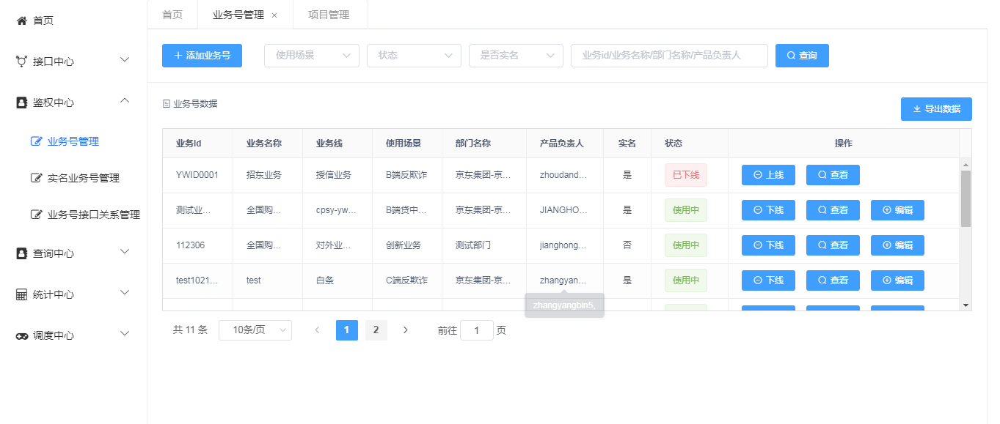 首页
接口中心
鉴权中心
业务号管理
实名业务号管理
业务号接口关系管理
查询中心
统计中心
调度中心
首页 业务号管理 × 项目管理
+ 添加业务号 使用场景 状态 是否实名 业务id/业务名称/部门名称/产品负责人 查询
业务号数据
导出数据
业务Id 业务名称 业务线 使用场景 部门名称 产品负责人 实名 状态 操作
YWID0001 招东业务 授信业务 B端反欺诈 京东集团-京... zhoudand... 是 已下线 上线 查看
测试业... 全国购... cpsy-yw... B端贷中... 京东集团-京... JIANGHO... 是 使用中 下线 查看 编辑
112306 全国购... 对外业... 创新业务 测试部门 jianghong... 否 使用中 下线 查看 编辑
test1021... test 白条 C端反欺诈 京东集团-京... zhangyan... 是 使用中 下线 查看 编辑
zhangyangbin5,
共 11 条 10条/页 < 1 2 > 前往 1 页